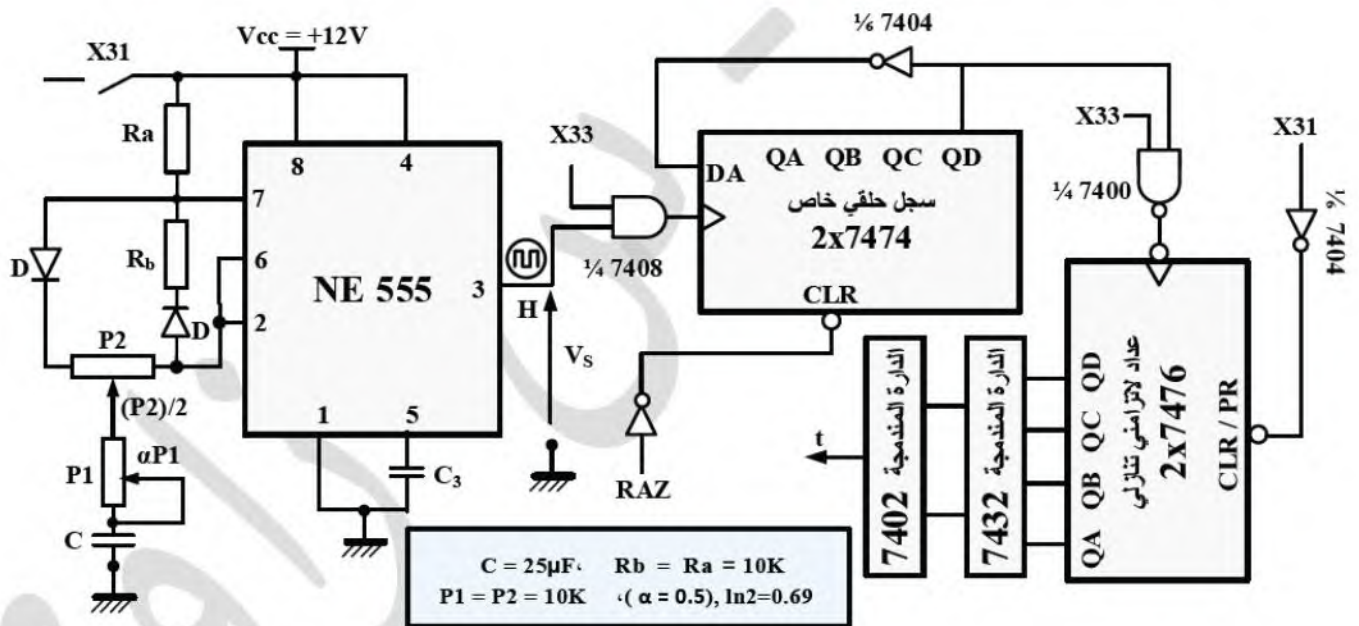 Vcc = +12V
X31
Ra
8
4
7
D
Rb
6
NE 555
3
2
D
P2
(P2)/2
1
5
P1
αP1
C3
C
H
VS
X33
¼ 7408
⅙ 7404
DA
QA QB QC QD
سجل حلقي خاص
2x7474
CLR
RAZ
X33
¼ 7400
X31
⅙ 7404
QD
QC
QB
QA
عداد لاتزامني تنازلي
2x7476
CLR / PR
الدارة المندمجة
7432
الدارة المندمجة
7402
t
C = 25μF، Rb = Ra = 10K
P1 = P2 = 10K ،( α = 0.5), ln2=0.69